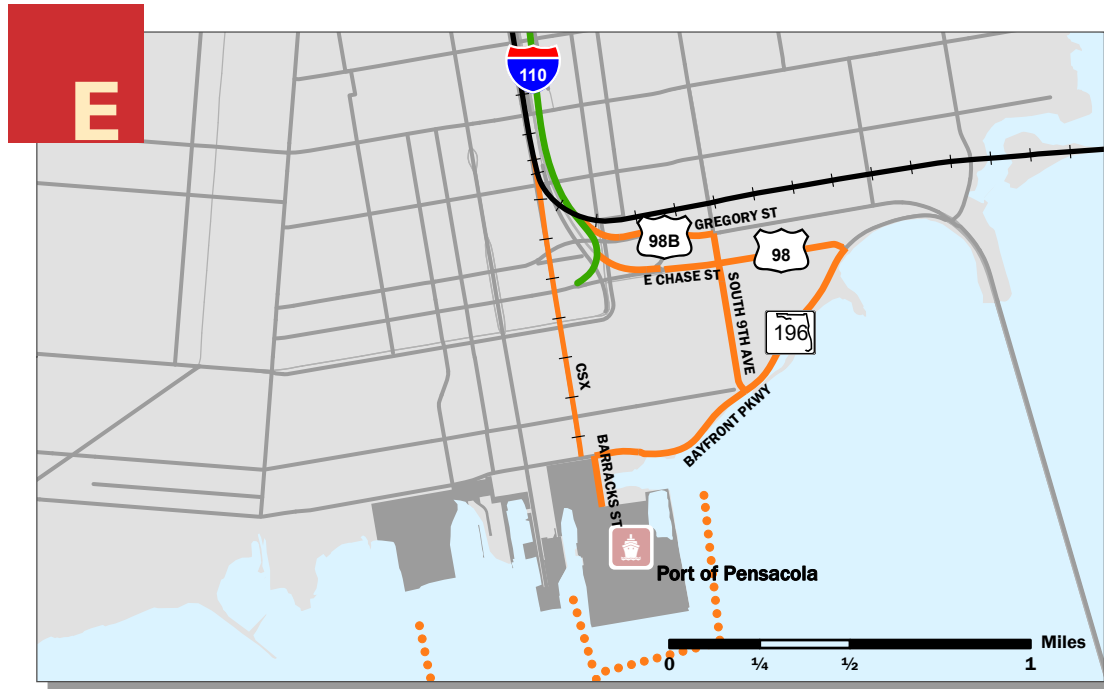 E
110
GREGORY ST
98B
98
E CHASE ST
SOUTH 9TH AVE
196
CSX
BAYFRONT PKWY
BARRACKS ST
Port of Pensacola
Miles
0 ¼ ½ 1